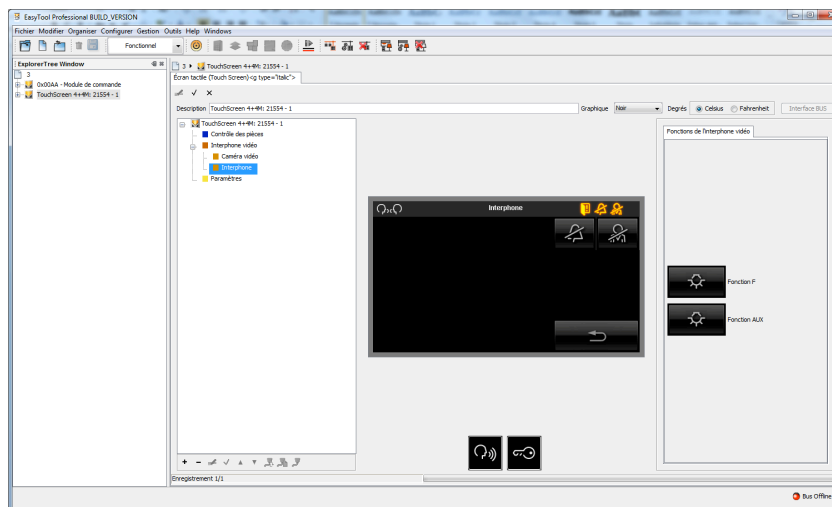 EasyTool Professional BUILD_VERSION
Fichier Modifier Organiser Configurer Gestion Outils Help Windows
Fonctionnel
ExplorerTree Window
3
0x00AA - Module de commande
TouchScreen 4+4M: 21554 - 1
3 TouchScreen 4+4M: 21554 - 1
Écran tactile (Touch Screen)<g type="italic">
Description TouchScreen 4+4M: 21554 - 1 Graphique Noir Degrés Celsius Fahrenheit Interface BUS
TouchScreen 4+4M: 21554 - 1
Contrôle des pièces
Interphone vidéo
Caméra vidéo
Interphone
Paramètres
Interphone
Fonctions de l'interphone vidéo
Fonction F
Fonction AUX
Enregistrement 1/1
Bus Offline